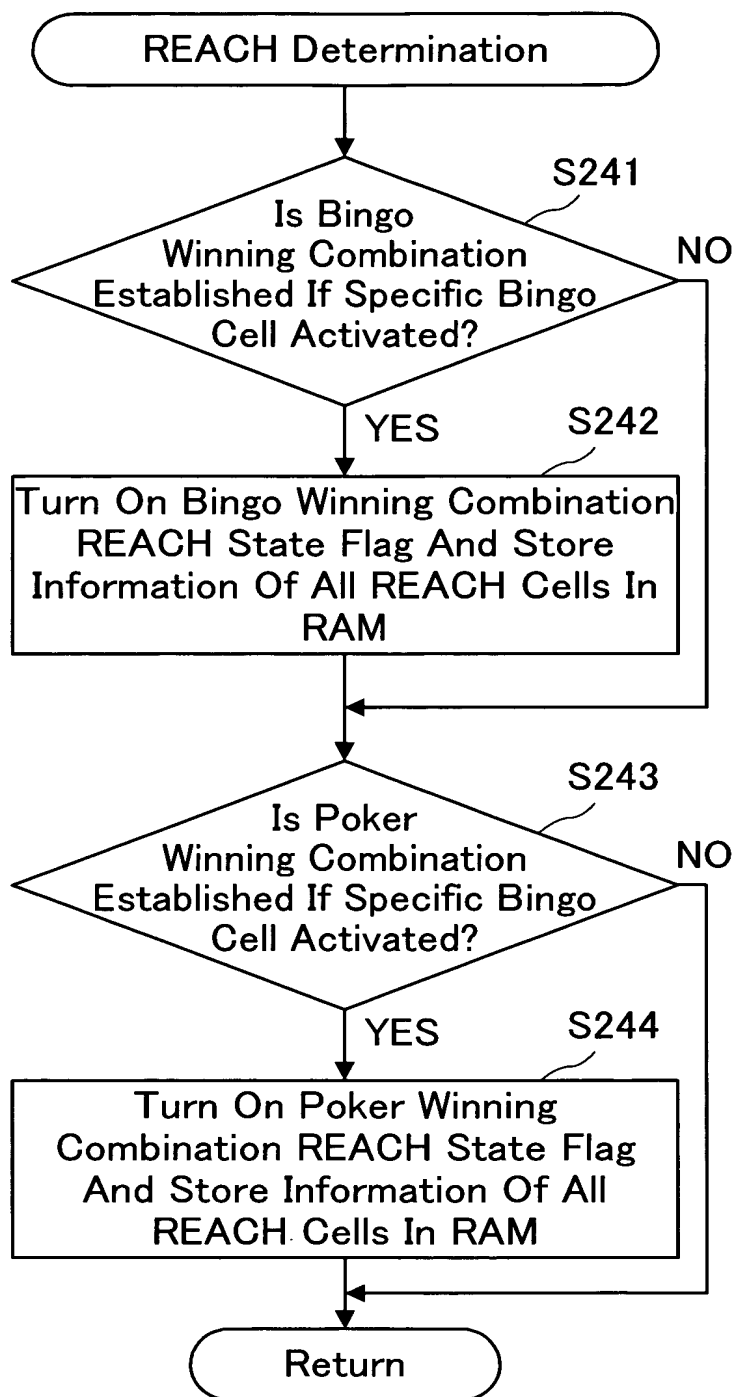 REACH Determination
S241
Is Bingo
Winning Combination
Established If Specific Bingo
Cell Activated?
NO
YES
S242
Turn On Bingo Winning Combination
REACH State Flag And Store
Information Of All REACH Cells In
RAM
S243
Is Poker
Winning Combination
Established If Specific Bingo
Cell Activated?
NO
YES
S244
Turn On Poker Winning
Combination REACH State Flag
And Store Information Of All
REACH Cells In RAM
Return